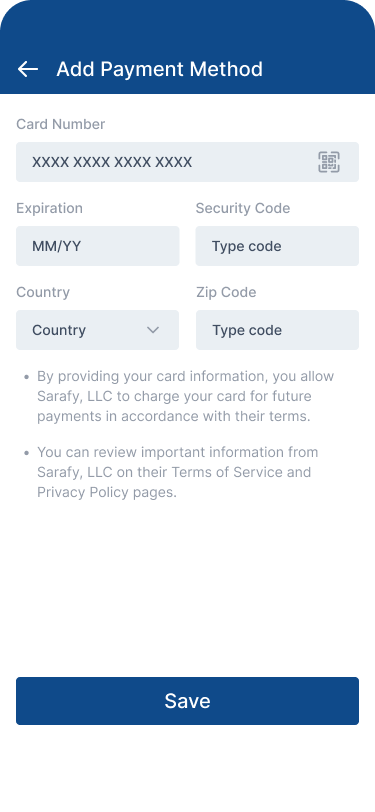 Add Payment Method
Card Number
XXXX XXXX XXXX XXXX
Expiration
Security Code
MM/YY
Type code
Country
Zip Code
Country
Type code
• By providing your card information, you allow
Sarafy, LLC to charge your card for future
payments in accordance with their terms.
• You can review important information from
Sarafy, LLC on their Terms of Service and
Privacy Policy pages.
Save